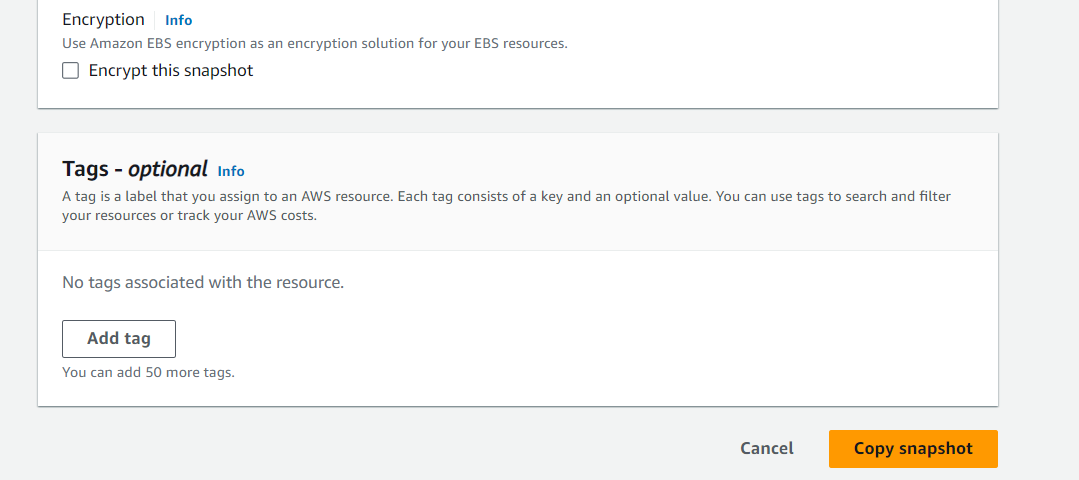 Encryption Info
Use Amazon EBS encryption as an encryption solution for your EBS resources.
Encrypt this snapshot
Tags - optional Info
A tag is a label that you assign to an AWS resource. Each tag consists of a key and an optional value. You can use tags to search and filter
your resources or track your AWS costs.
No tags associated with the resource.
Add tag
You can add 50 more tags.
Cancel Copy snapshot